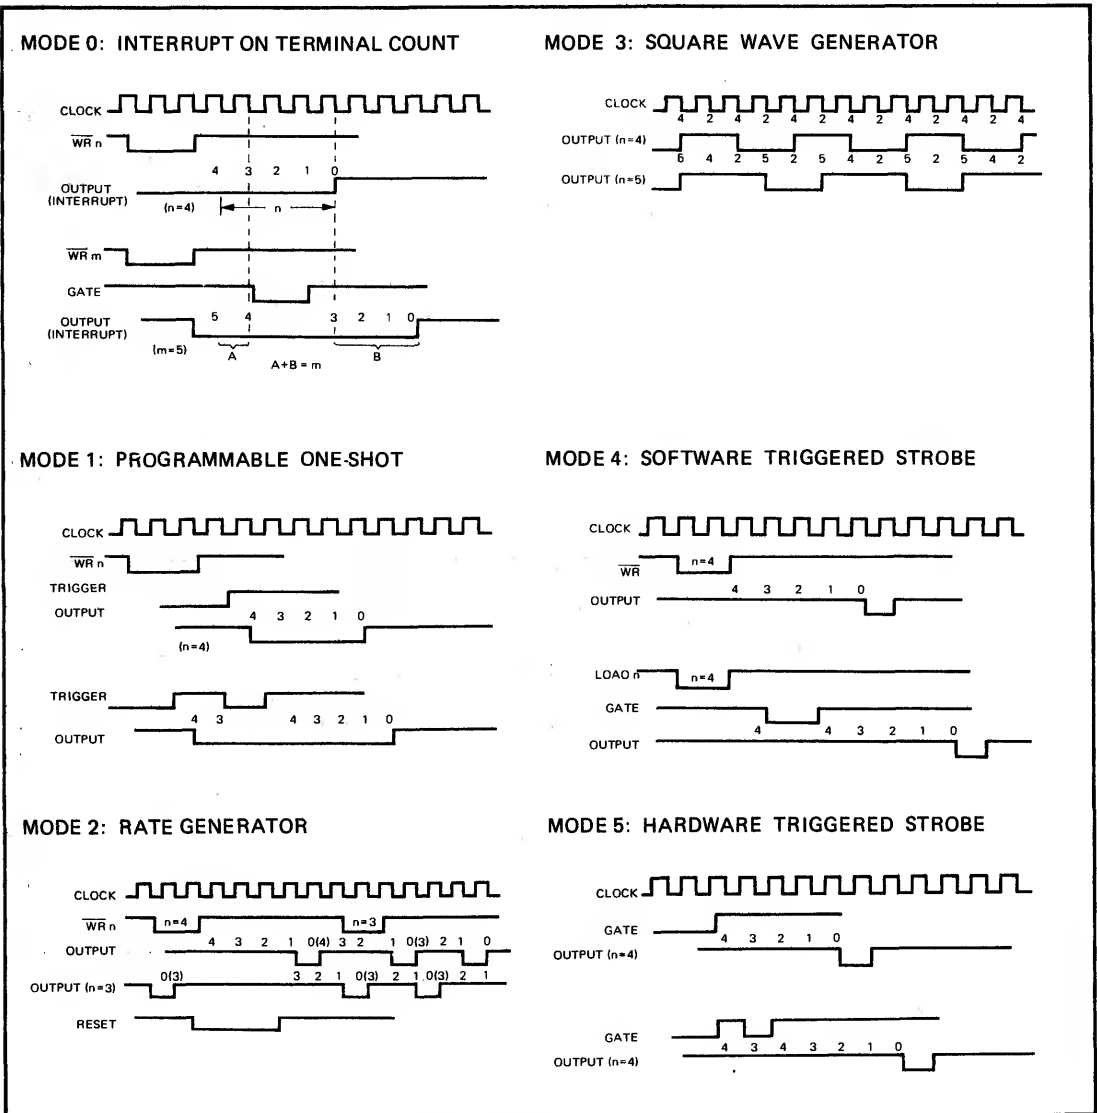 MODE 0: INTERRUPT ON TERMINAL COUNT
CLOCK
WR n
4 3 2 1 0
OUTPUT
(INTERRUPT)
(n=4)
n
WR m
GATE
5 4 3 2 1 0
OUTPUT
(INTERRUPT)
(m=5)
A
B
A+B = m
MODE 3: SQUARE WAVE GENERATOR
CLOCK
4 2 4 2 4 2 4 2 4 2 4 2 4
OUTPUT (n=4)
5 4 2 5 2 5 4 2 5 2 5 4 2
OUTPUT (n=5)
MODE 1: PROGRAMMABLE ONE-SHOT
CLOCK
WR n
TRIGGER
OUTPUT
4 3 2 1 0
(n=4)
TRIGGER
4 3 4 3 2 1 0
OUTPUT
MODE 4: SOFTWARE TRIGGERED STROBE
CLOCK
n=4
WR
4 3 2 1 0
OUTPUT
LOAD n
n=4
GATE
4 4 3 2 1 0
OUTPUT
MODE 2: RATE GENERATOR
CLOCK
WR n
n=4
n=3
4 3 2 1 0(4) 3 2 1 0(3) 2 1 0
OUTPUT
0(3) 3 2 1 0(3) 2 1 0(3) 2 1
OUTPUT (n=3)
RESET
MODE 5: HARDWARE TRIGGERED STROBE
CLOCK
GATE
4 3 2 1 0
OUTPUT (n=4)
GATE
4 3 4 3 2 1 0
OUTPUT (n=4)